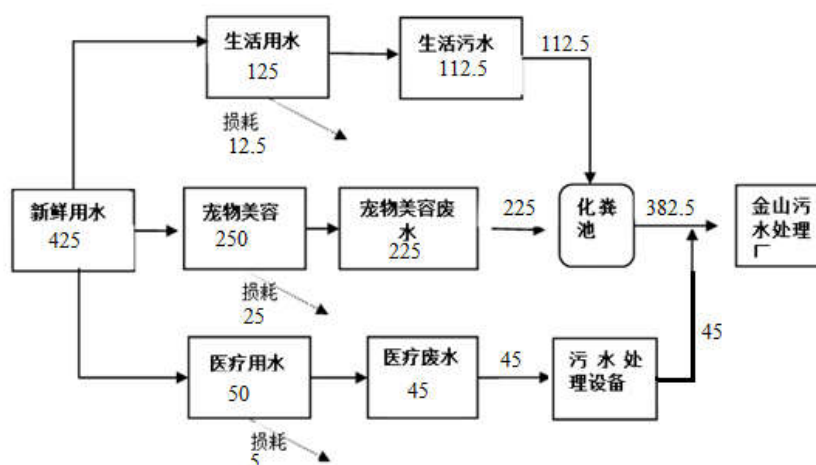 生活用水
125
生活污水
112.5
112.5
损耗
12.5
新鲜用水
425
宠物美容
250
宠物美容废
水
225
225
化粪
池
382.5
金山污
水处理
厂
损耗
25
医疗用水
50
医疗废水
45
45
污水处
理设备
45
损耗
5